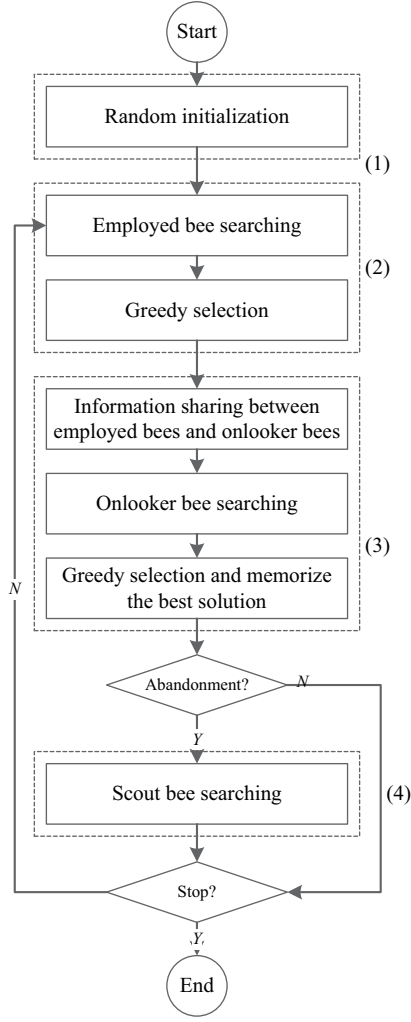 Start
Random initialization
(1)
Employed bee searching
(2)
Greedy selection
Information sharing between
employed bees and onlooker bees
Onlooker bee searching
(3)
Greedy selection and memorize
the best solution
N
Abandonment?
N
Y
Scout bee searching
(4)
Stop?
Y
End